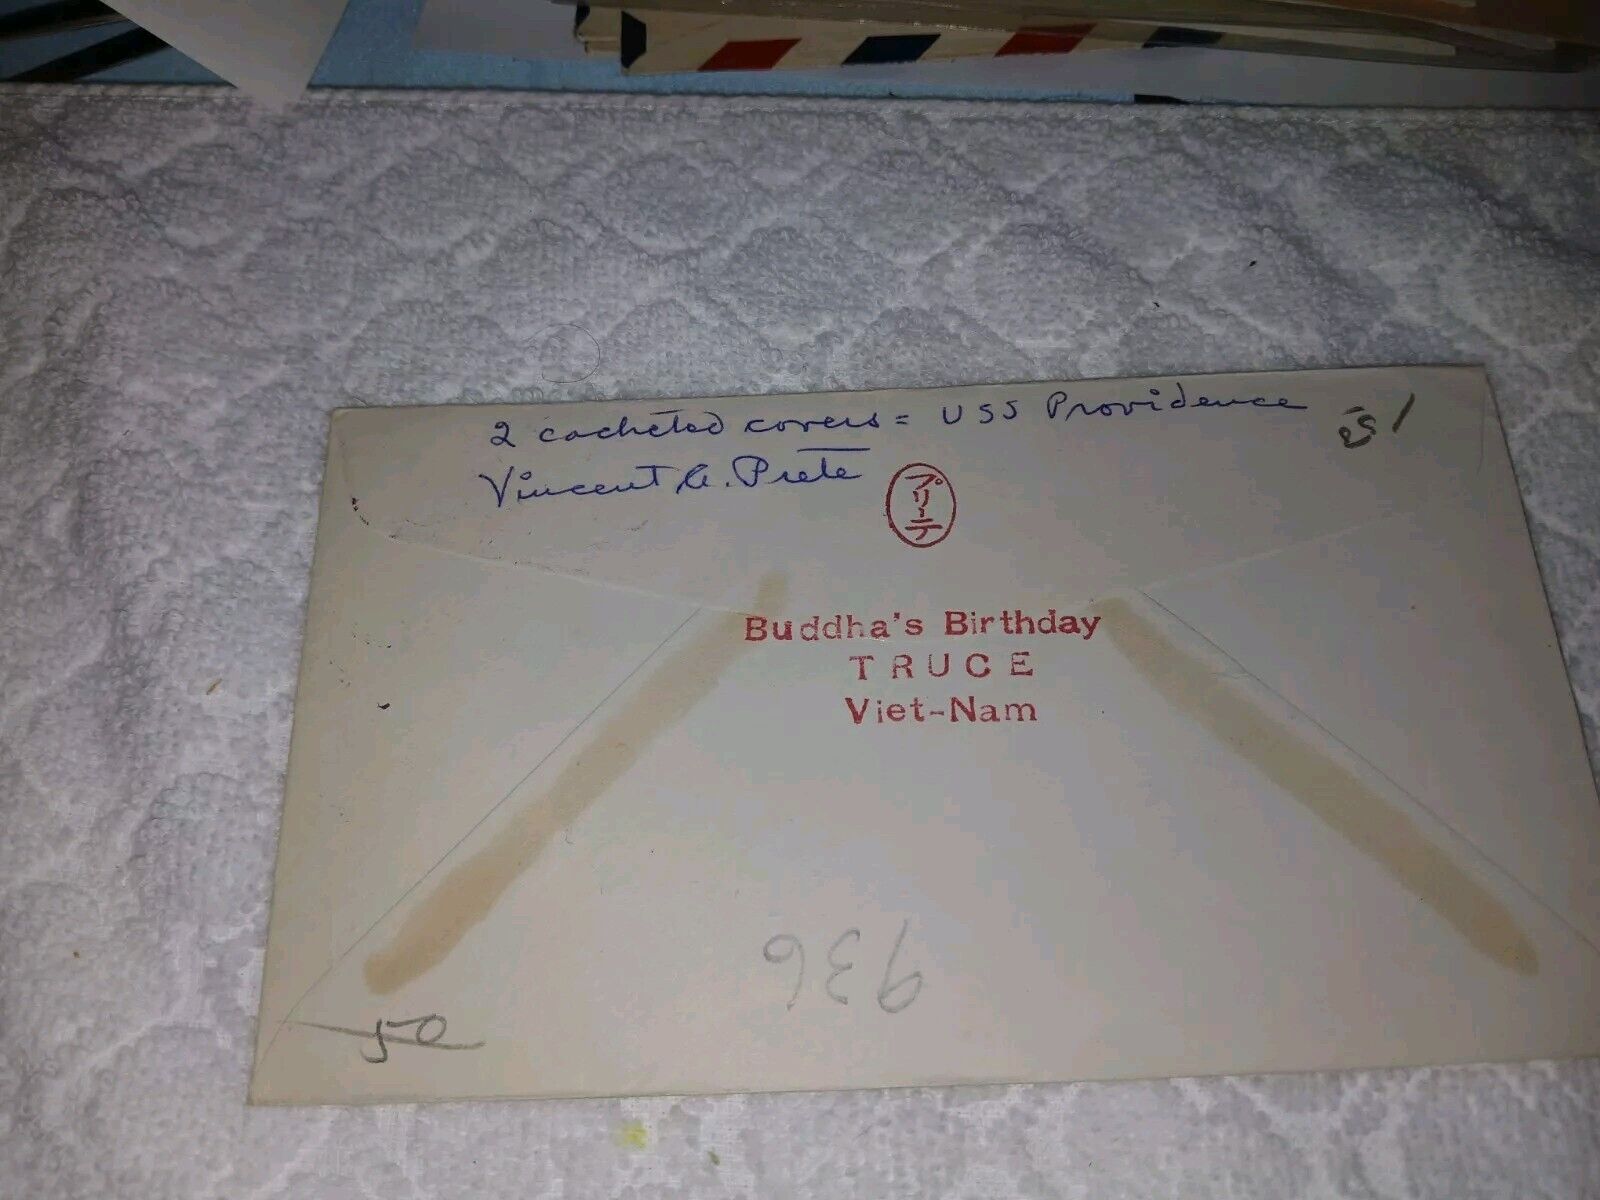 2 cacheted covers = USS Providence
Vincent A. Prete
プリーテ
Buddha's Birthday
TRUCE
Viet-Nam
936
50